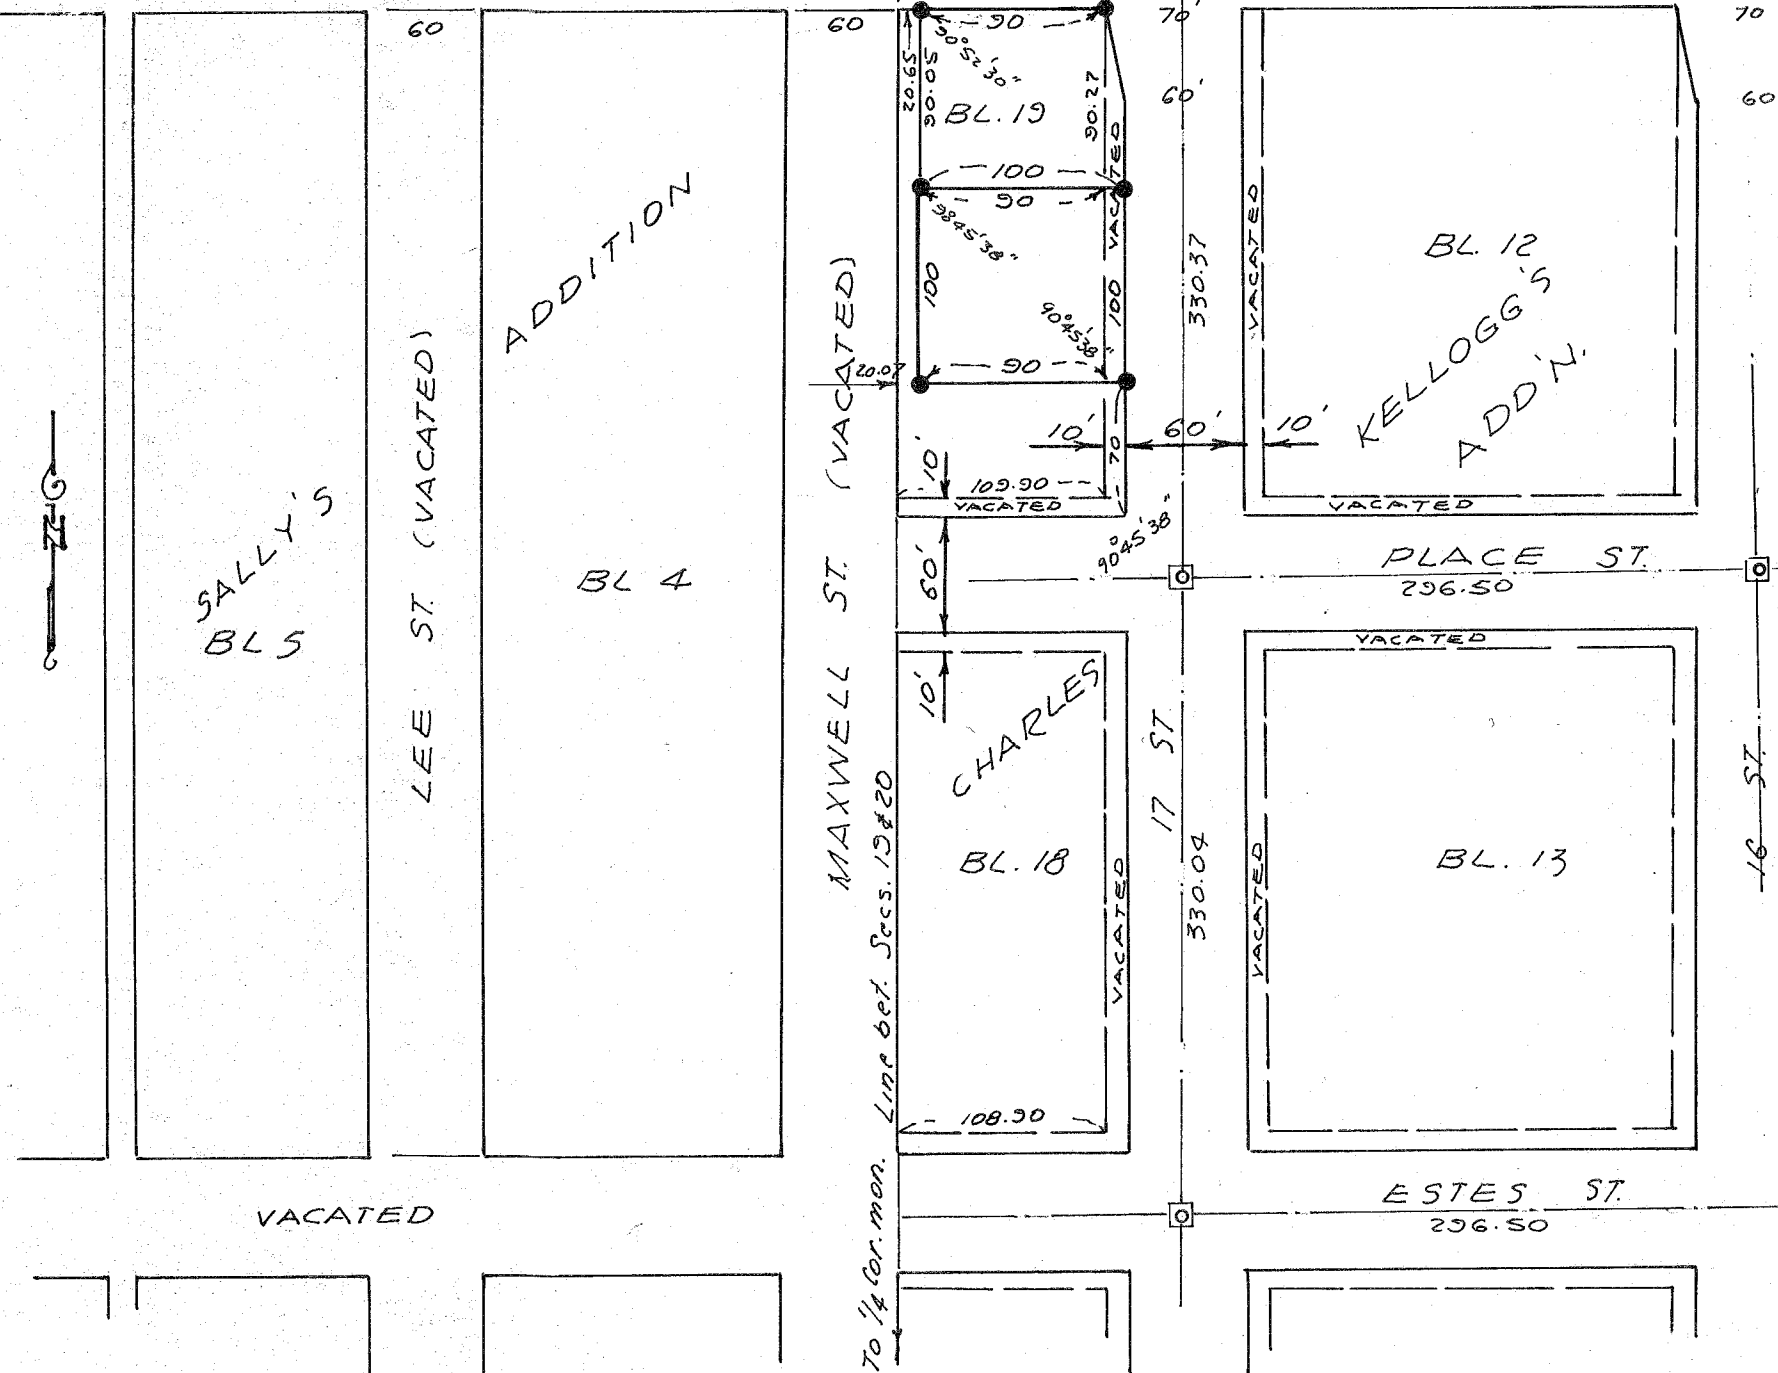 60
60
90
70'
70
90°52'30"
59.02
90.05
90.27
60'
60
BL. 19
VACATED
100
90
98°45'38"
100
100
90°45'38"
20.07
90
ADDITION
LEE ST. (VACATED)
MAXWELL ST. (VACATED)
330.37
VACATED
BL. 12
KELLOGG'S
ADD'N.
10'
60'
10'
10'
70
109.90
VACATED
VACATED
90°45'38"
N
SALLY'S
BL 5
BL 4
60'
PLACE ST.
296.50
VACATED
10'
CHARLES
17 ST
16 ST.
BL. 18
VACATED
330.04
VACATED
BL. 13
108.90
To 1/4 Cor. mon. Line bet. Secs. 19 & 20
VACATED
ESTES ST.
296.50